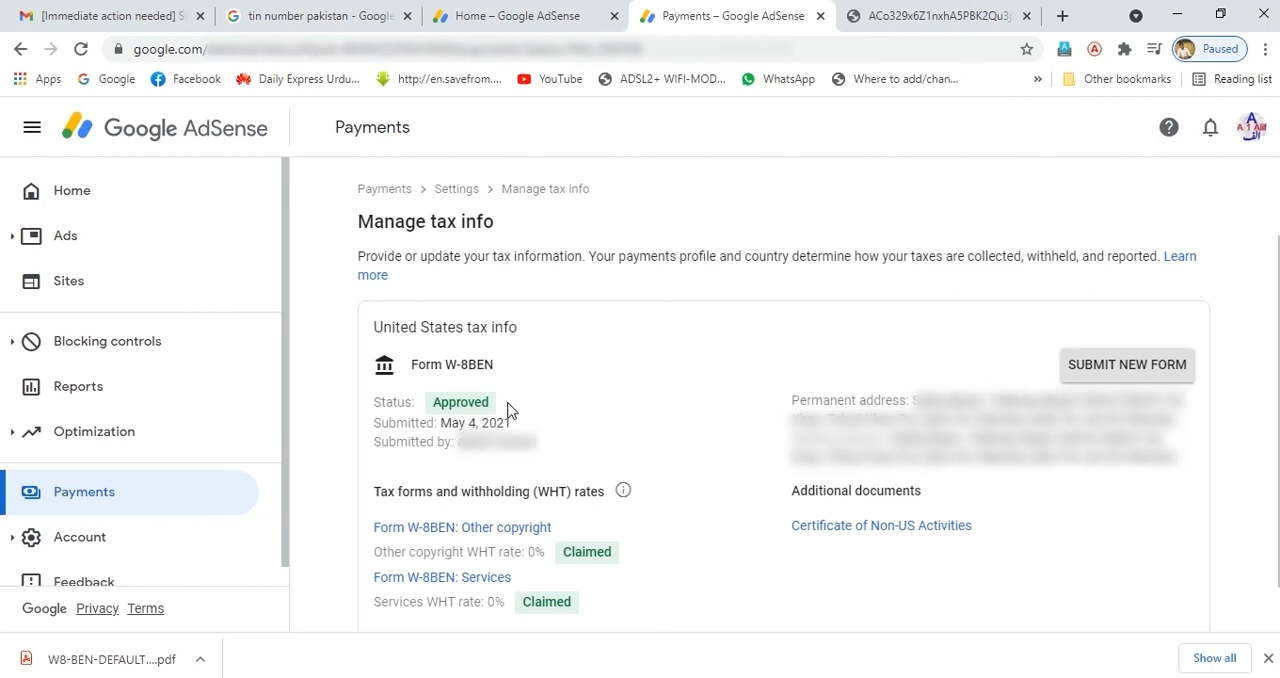 [Immediate action needed] S
tin number pakistan - Google
Home – Google AdSense
Payments – Google AdSense
ACo329x6Z1nxhA5PBK2Qu3j
google.com/
Paused
Apps
Google
Facebook
Daily Express Urdu...
http://en.savefrom....
YouTube
ADSL2+ WIFI-MOD...
WhatsApp
Where to add/chan...
»
Other bookmarks
Reading list
Google AdSense
Payments
A 1 Alif
Home
Ads
Sites
Blocking controls
Reports
Optimization
Payments
Account
Feedback
Google Privacy Terms
Payments > Settings > Manage tax info
Manage tax info
Provide or update your tax information. Your payments profile and country determine how your taxes are collected, withheld, and reported. Learn
more
United States tax info
Form W-8BEN
SUBMIT NEW FORM
Status: Approved
Submitted: May 4, 2021
Submitted by:
Permanent address:
Tax forms and withholding (WHT) rates
Form W-8BEN: Other copyright
Other copyright WHT rate: 0% Claimed
Form W-8BEN: Services
Services WHT rate: 0% Claimed
Additional documents
Certificate of Non-US Activities
W8-BEN-DEFAULT....pdf
Show all